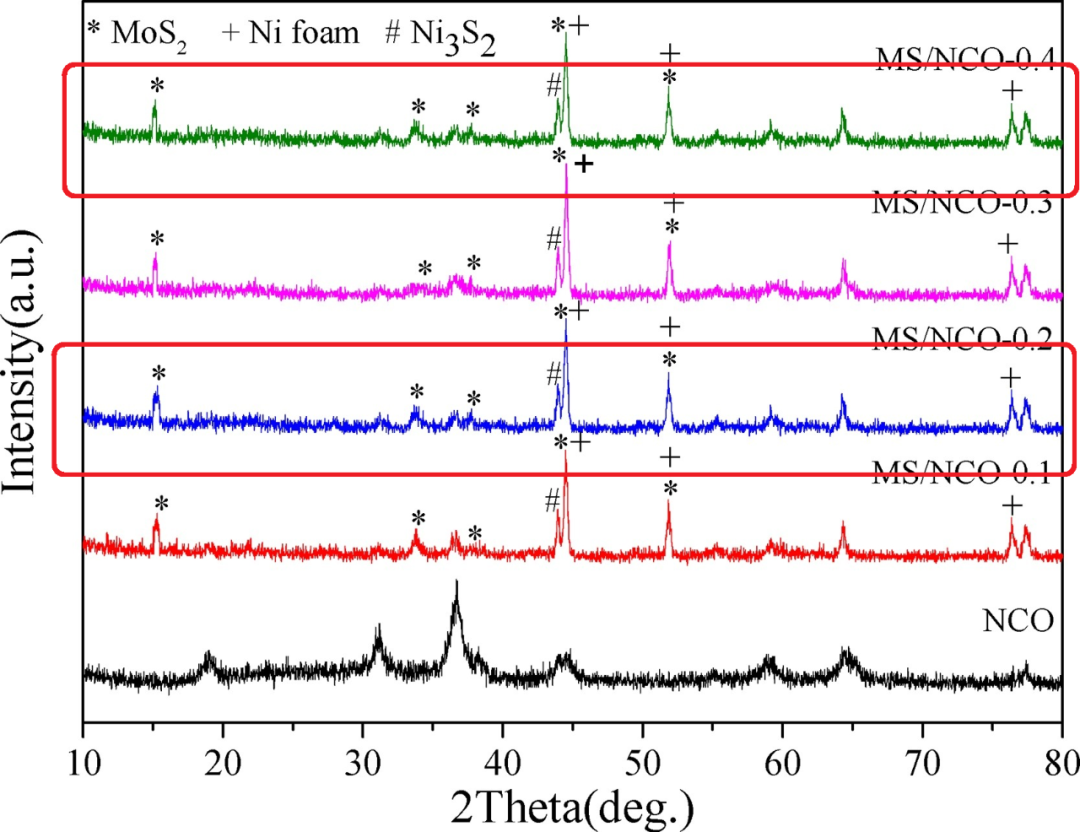 * MoS2 + Ni foam # Ni3S2
* +
MS/NCO-0.4
+
* * * # * +
* +
MS/NCO-0.3
+
* * * # * +
* +
MS/NCO-0.2
+
* * * # * +
* +
MS/NCO-0.1
+
* * * # * +
NCO
Intensity(a.u.)
10 20 30 40 50 60 70 80
2Theta(deg.)